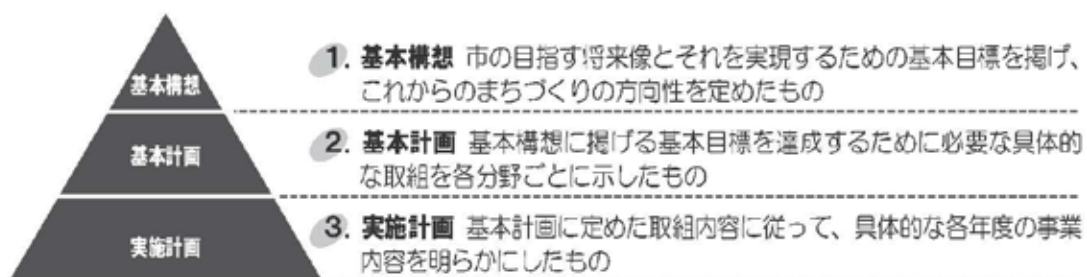 基本構想
1. 基本構想 市の目指す将来像とそれを実現するための基本目標を掲げ、
これからのまちづくりの方向性を定めたもの
基本計画
2. 基本計画 基本構想に掲げる基本目標を達成するために必要な具体的
な取組を各分野ごとに示したもの
実施計画
3. 実施計画 基本計画に定めた取組内容に従って、具体的な各年度の事業
内容を明らかにしたもの